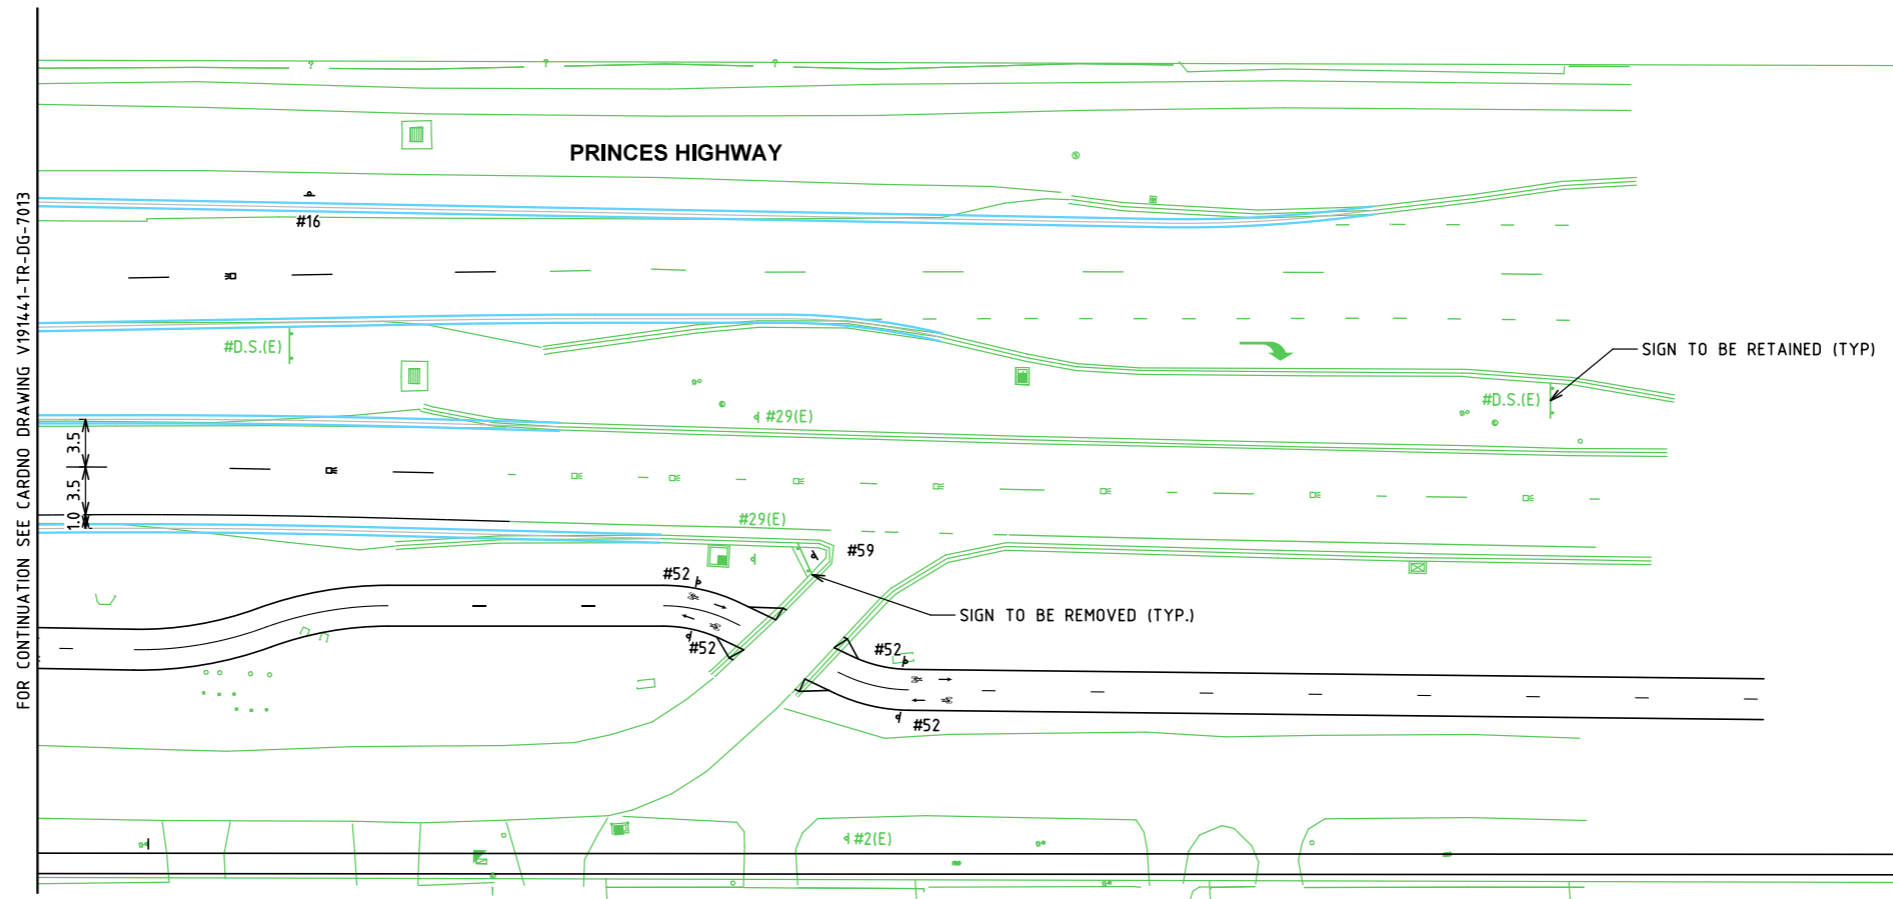 ? ? ?
PRINCES HIGHWAY
#16
FOR CONTINUATION SEE CARDNO DRAWING V191441-TR-DG-7013
#D.S.(E)
SIGN TO BE RETAINED (TYP)
#D.S.(E)
#29(E)
3.5
3.5
1.0
#29(E)
#59
#52
SIGN TO BE REMOVED (TYP.)
#52
#52
#52
#2(E)